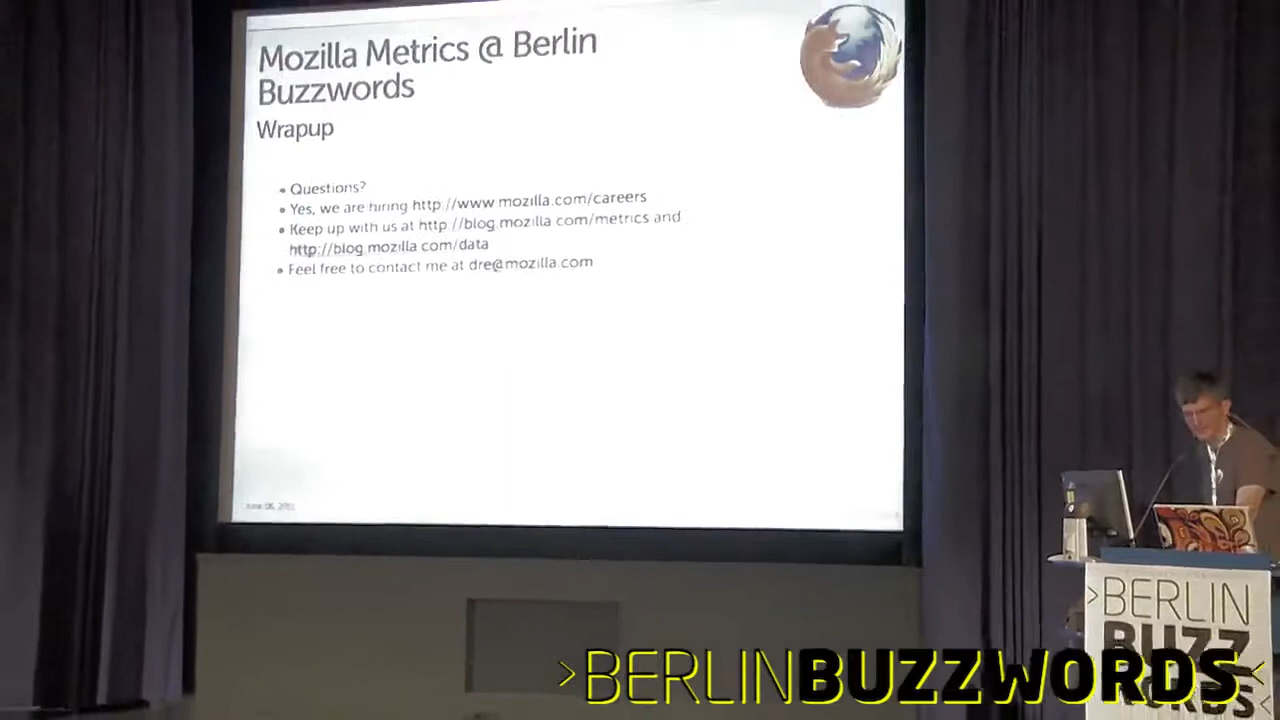 Mozilla Metrics @ Berlin
Buzzwords
Wrapup
• Questions?
• Yes, we are hiring http://www.mozilla.com/careers
• Keep up with us at http://blog.mozilla.com/metrics and
http://blog.mozilla.com/data
• Feel free to contact me at dre@mozilla.com
>BERLIN
BUZZ
WORDS
>BERLINBUZZWORDS<